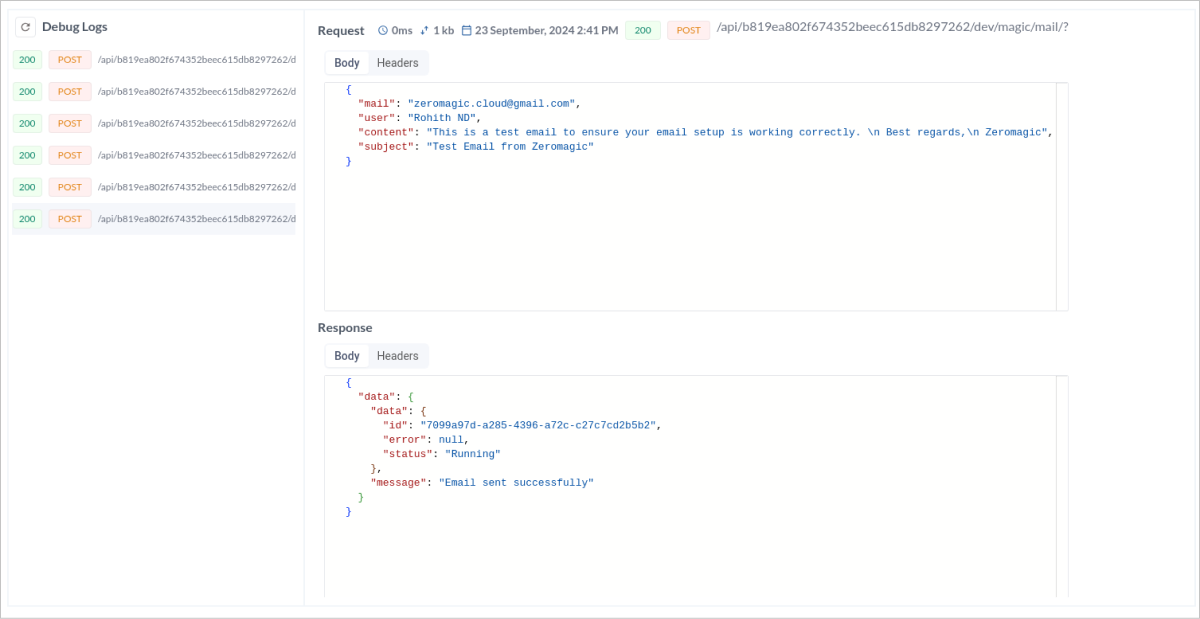 Debug Logs
200 POST /api/b819ea802f674352beec615db8297262/d
200 POST /api/b819ea802f674352beec615db8297262/d
200 POST /api/b819ea802f674352beec615db8297262/d
200 POST /api/b819ea802f674352beec615db8297262/d
200 POST /api/b819ea802f674352beec615db8297262/d
200 POST /api/b819ea802f674352beec615db8297262/d
Request 0ms 1 kb 23 September, 2024 2:41 PM 200 POST /api/b819ea802f674352beec615db8297262/dev/magic/mail/?
Body Headers
{
"mail": "zeromagic.cloud@gmail.com",
"user": "Rohith ND",
"content": "This is a test email to ensure your email setup is working correctly. \n Best regards,\n Zeromagic",
"subject": "Test Email from Zeromagic"
}
Response
Body Headers
{
"data": {
"data": {
"id": "7099a97d-a285-4396-a72c-c27c7cd2b5b2",
"error": null,
"status": "Running"
},
"message": "Email sent successfully"
}
}